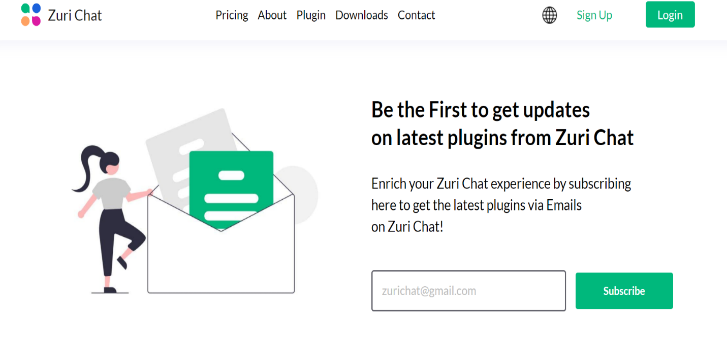 Zuri Chat
Pricing About Plugin Downloads Contact
Sign Up
Login
Be the First to get updates
on latest plugins from Zuri Chat
Enrich your Zuri Chat experience by subscribing
here to get the latest plugins via Emails
on Zuri Chat!
zurichat@gmail.com
Subscribe